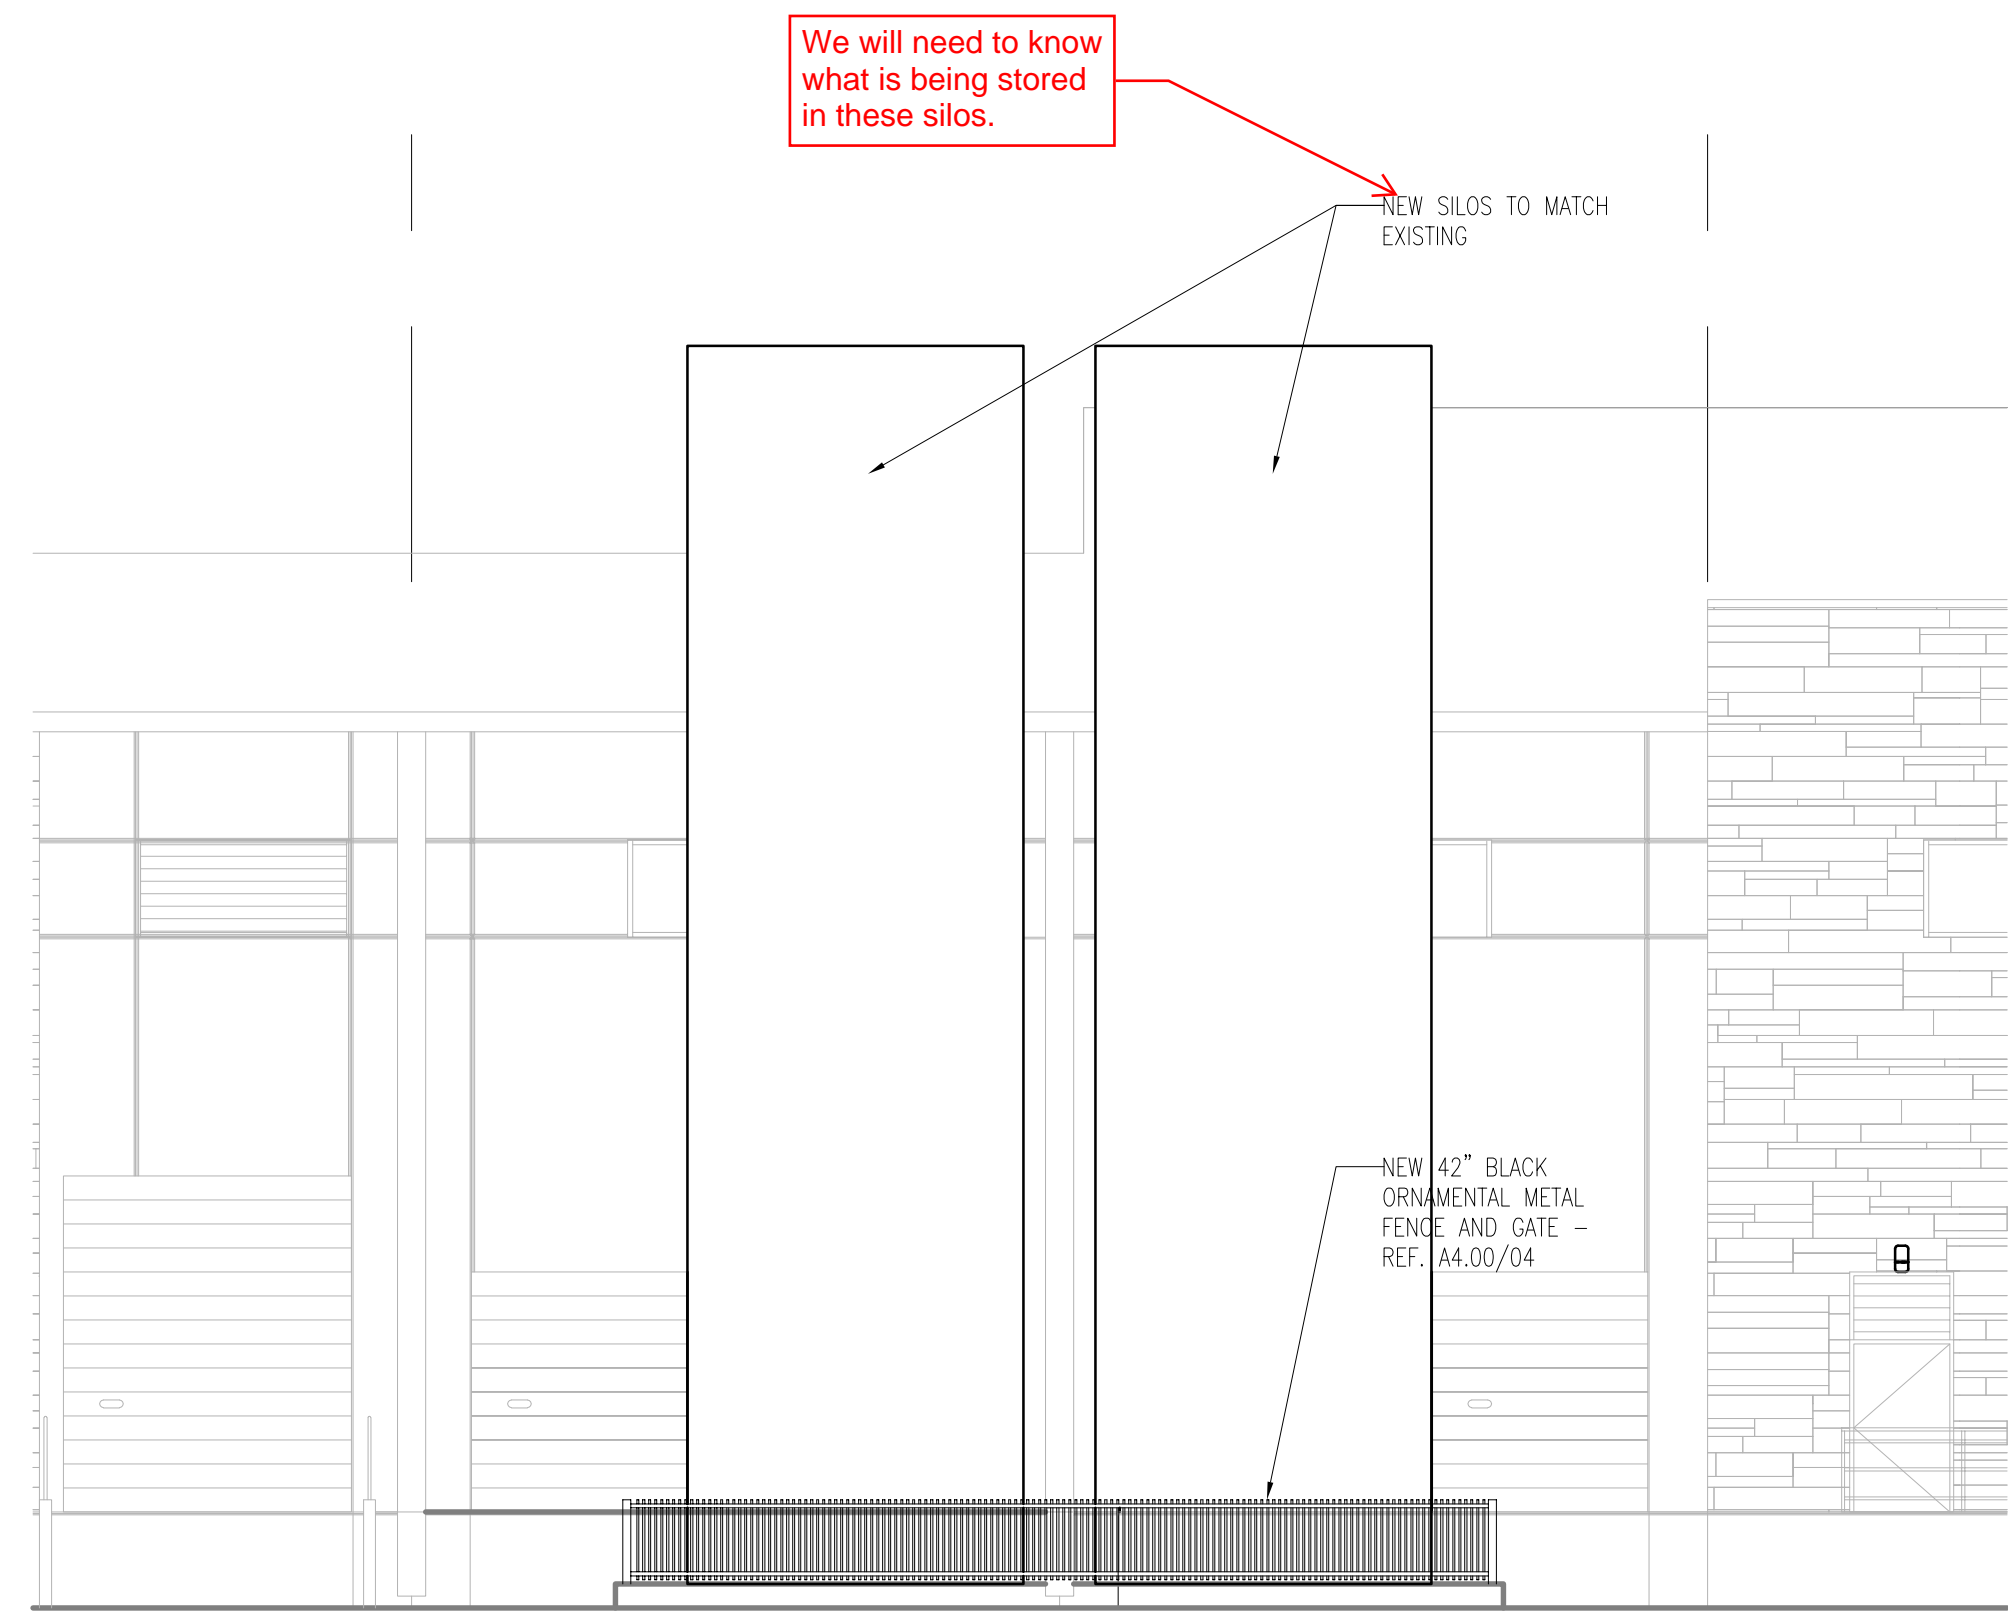 We will need to know
what is being stored
in these silos.
NEW SILOS TO MATCH
EXISTING
NEW 42" BLACK
ORNAMENTAL METAL
FENCE AND GATE –
REF. A4.00/04